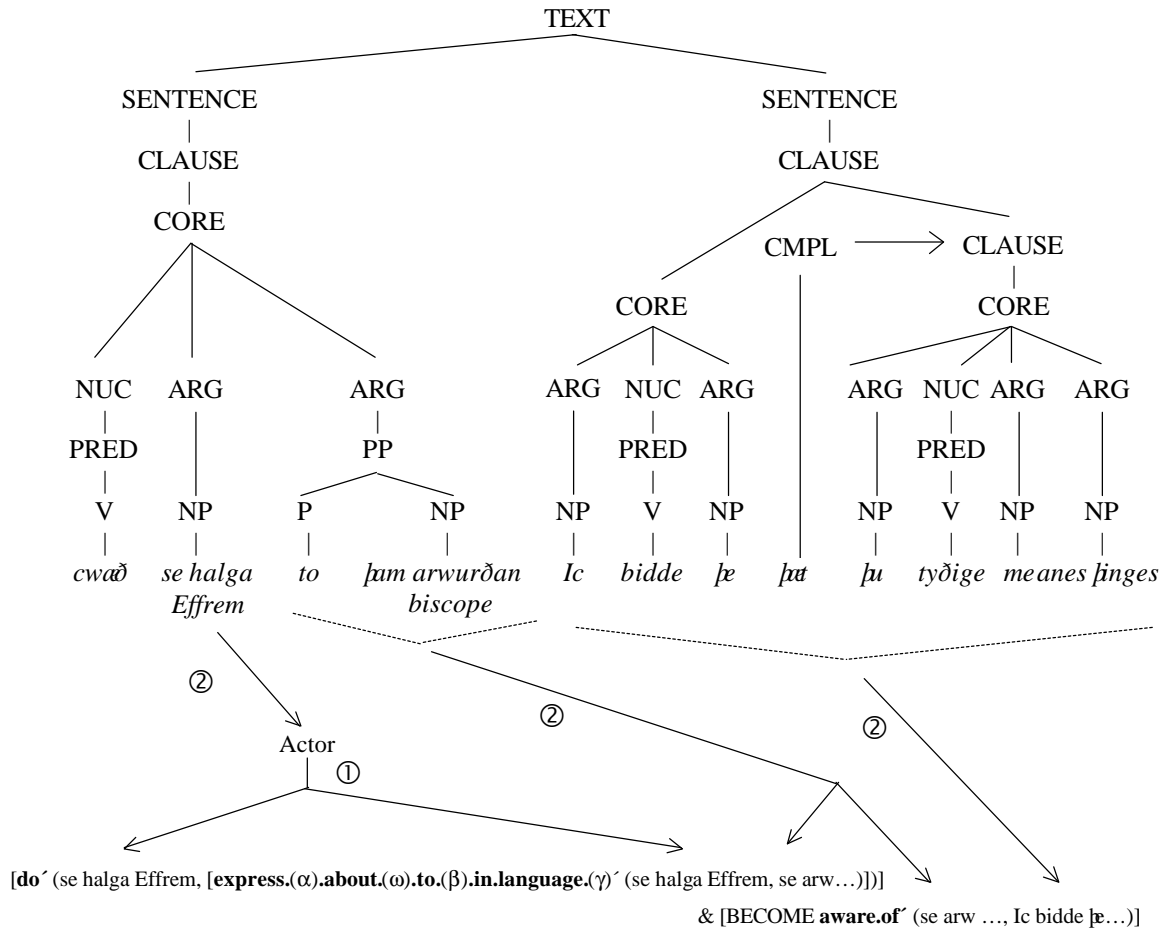 TEXT
SENTENCE SENTENCE
CLAUSE CLAUSE
CORE
CMPL CLAUSE
CORE CORE
NUC ARG ARG ARG NUC ARG ARG NUC ARG ARG
PRED PP PRED PRED
V NP P NP NP V NP NP V NP NP
cwæð se halga to þam arwurðan Ic bidde þe þæt þu tyðige me anes þinges
Effrem biscope
② ② ②
Actor
①
[do´ (se halga Effrem, [express.(α).about.(ω).to.(β).in.language.(γ)´ (se halga Effrem, se arw…)])]
& [BECOME aware.of´ (se arw …, Ic bidde þe…)]